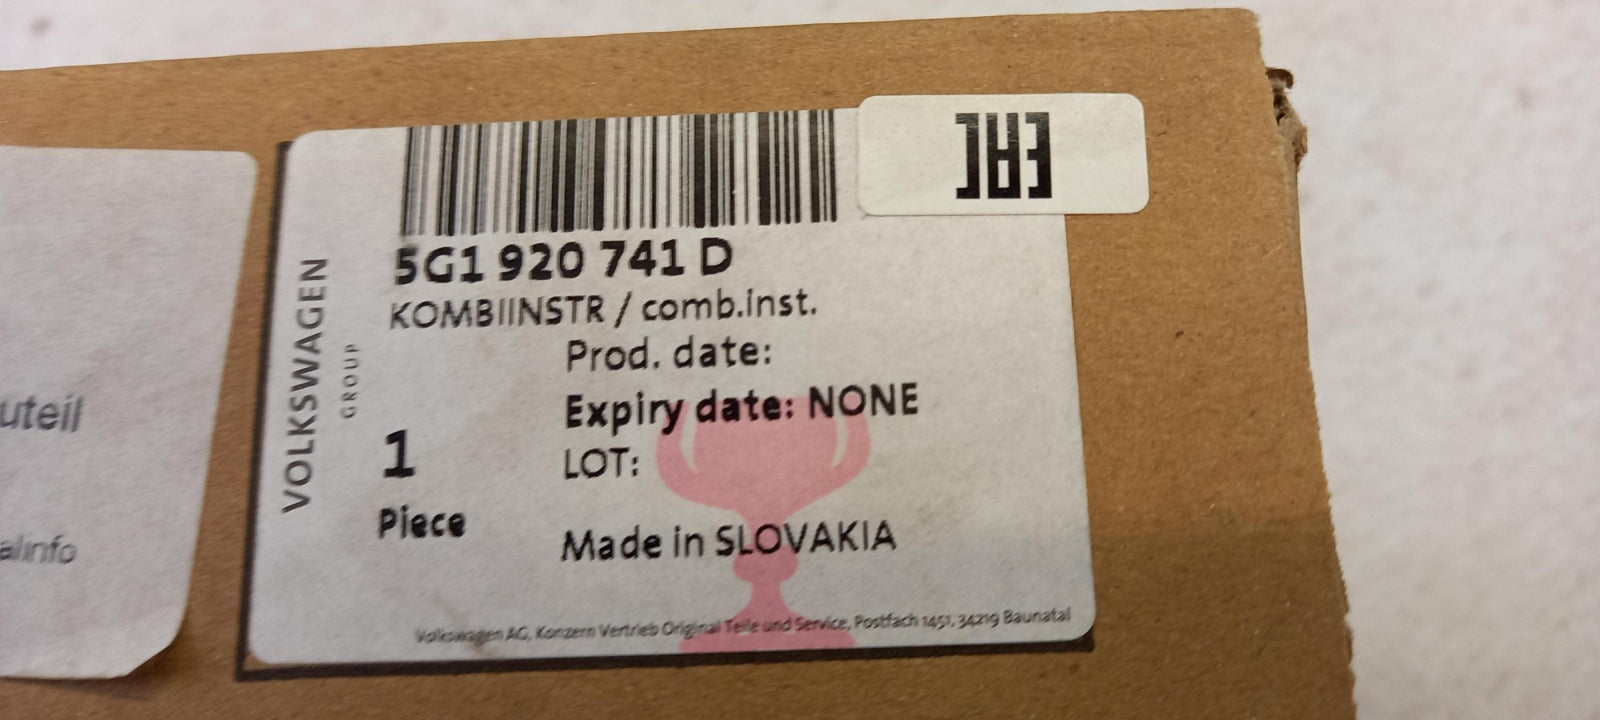 VOLKSWAGEN
GROUP
5G1 920 741 D
KOMBIINSTR / comb.inst.
Prod. date:
Expiry date: NONE
LOT:
1
Piece
Made in SLOVAKIA
Volkswagen AG, Konzern Vertrieb Original Teile und Service, Postfach 1451, 34219 Baunatal
uteil
alinfo